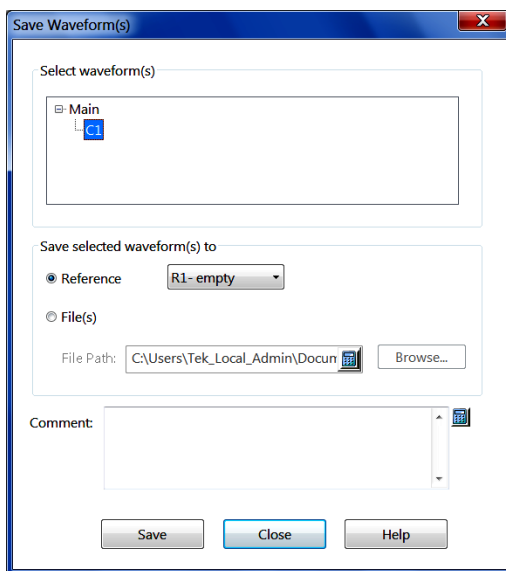 Save Waveform(s)
Select waveform(s)
Main
C1
Save selected waveform(s) to
Reference
R1- empty
File(s)
File Path:
C:\Users\Tek_Local_Admin\Docum
Browse...
Comment:
Save
Close
Help